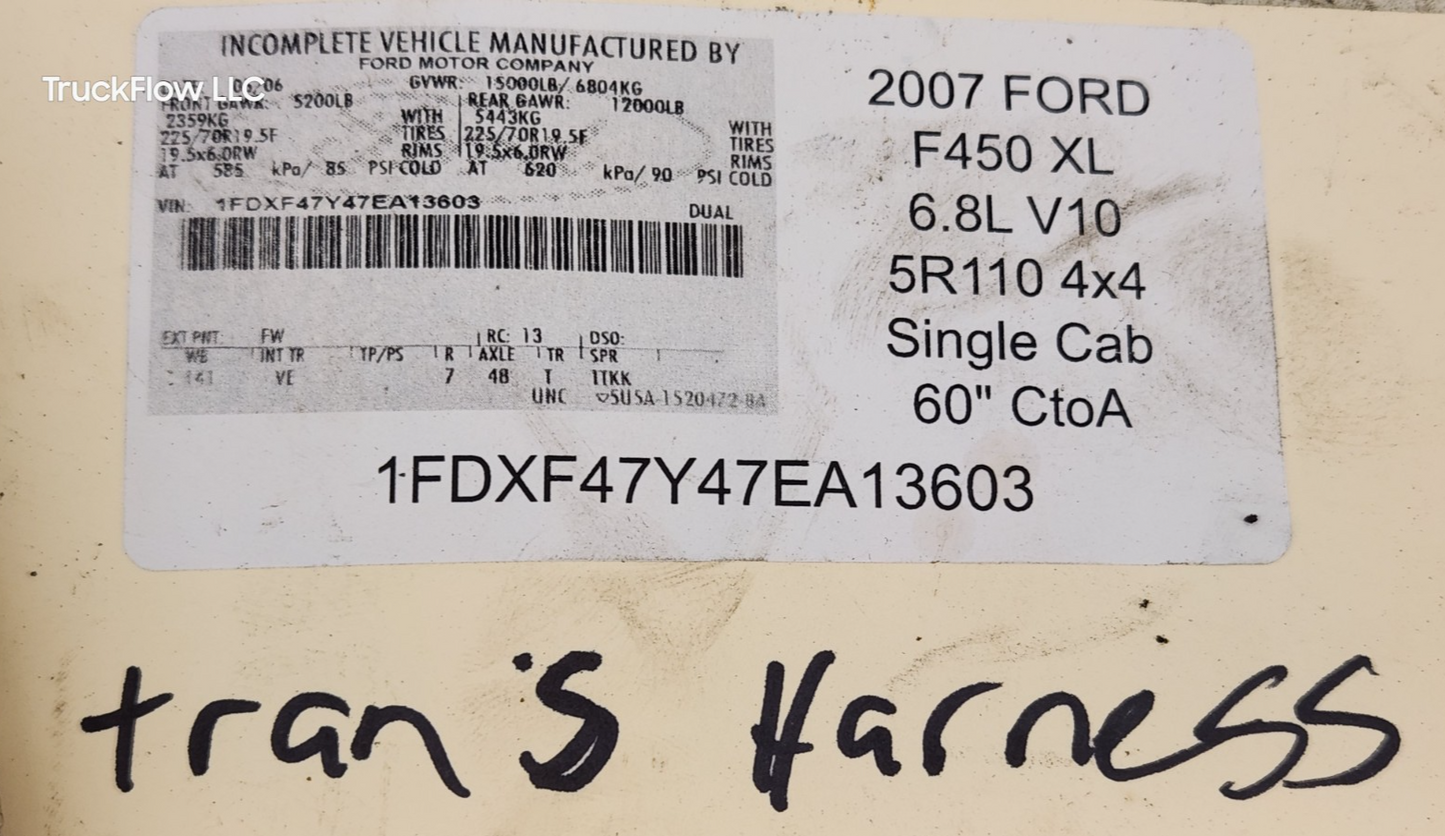 INCOMPLETE VEHICLE MANUFACTURED BY
FORD MOTOR COMPANY
TruckFlow LLC
06 GVWR: 15000LB/ 6804KG
FRONT GAWR: 5200LB REAR GAWR: 12000LB
2359KG WITH 5443KG WITH
225/70R19.5F TIRES 225/70R19.5F TIRES
19.5x6.0RW RIMS 19.5x6.0RW RIMS
AT 585 kPa/ 85 PSI COLD AT 620 kPa/ 90 PSI COLD
VIN: 1FDXF47Y47EA13603
DUAL
EXT PNT: FW RC: 13 DSO:
WB INT TR TP/PS R AXLE TR SPR
141 VE 7 48 T 1TKK
UNC 5USA-1520472-BA
2007 FORD
F450 XL
6.8L V10
5R110 4x4
Single Cab
60" CtoA
1FDXF47Y47EA13603
tran's Harness